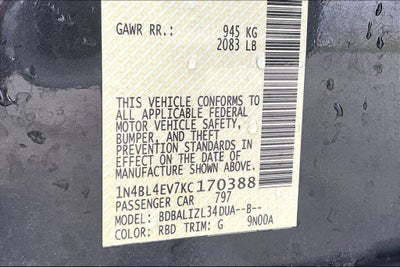 GAWR RR.: 945 KG
2083 LB
THIS VEHICLE CONFORMS TO
ALL APPLICABLE FEDERAL
MOTOR VEHICLE SAFETY,
BUMPER, AND THEFT
PREVENTION STANDARDS IN
EFFECT ON THE DATE OF
MANUFACTURE SHOWN ABOVE.
1N4BL4EV7KC170388
PASSENGER CAR 797
MODEL: BDBALIZL34DUA--B--
COLOR: RBD TRIM: G 9N00A